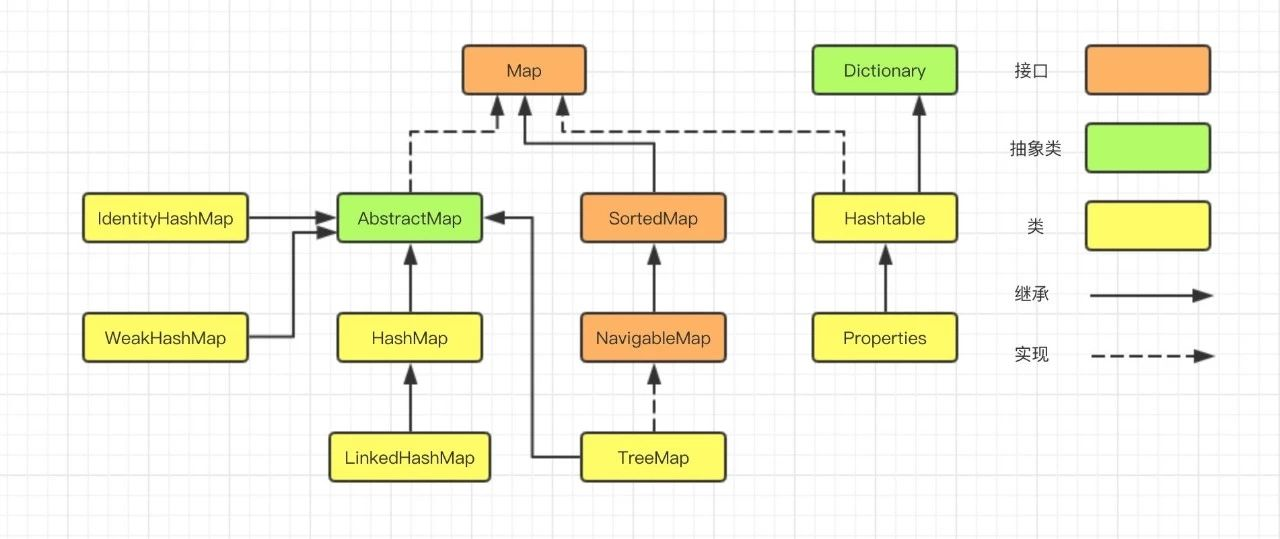 Map
Dictionary
接口
抽象类
IdentityHashMap
AbstractMap
SortedMap
Hashtable
类
继承
WeakHashMap
HashMap
NavigableMap
Properties
实现
LinkedHashMap
TreeMap